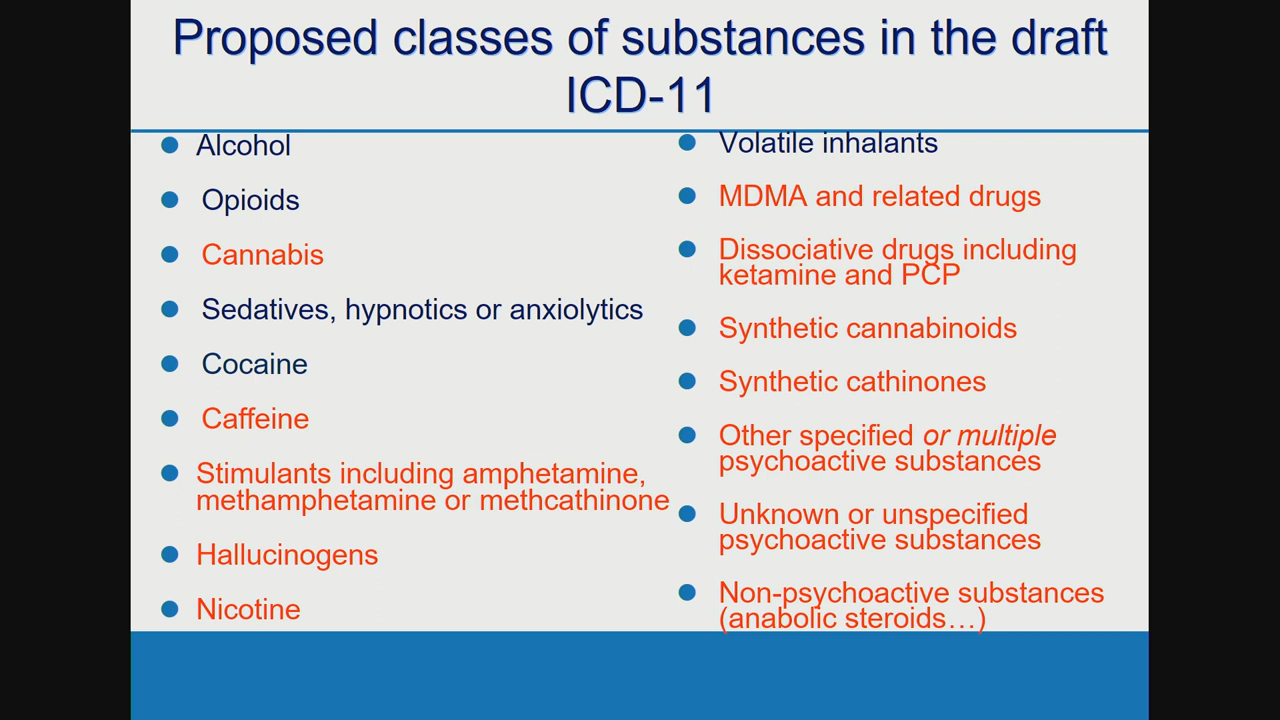 Proposed classes of substances in the draft
ICD-11
Alcohol
Opioids
Cannabis
Sedatives, hypnotics or anxiolytics
Cocaine
Caffeine
Stimulants including amphetamine,
methamphetamine or methcathinone
Hallucinogens
Nicotine
Volatile inhalants
MDMA and related drugs
Dissociative drugs including
ketamine and PCP
Synthetic cannabinoids
Synthetic cathinones
Other specified or multiple
psychoactive substances
Unknown or unspecified
psychoactive substances
Non-psychoactive substances
(anabolic steroids…)